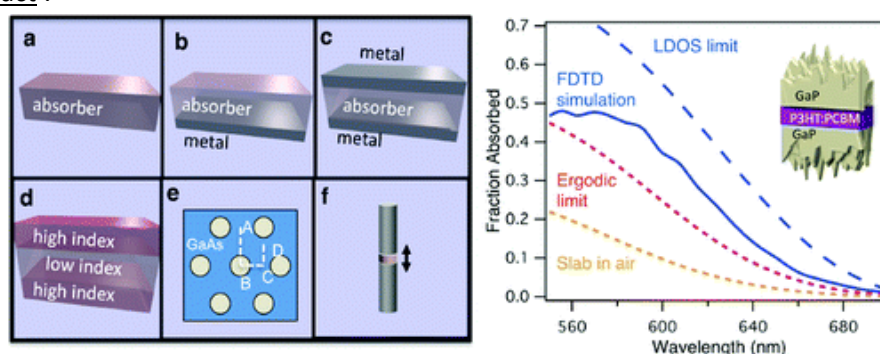 a
absorber
b
absorber
metal
c
metal
absorber
metal
d
high index
low index
high index
e
GaAs
A
D
B
C
f
0.7
0.6
0.5
0.4
0.3
0.2
0.1
0.0
Fraction Absorbed
560
600
640
680
Wavelength (nm)
LDOS limit
FDTD
simulation
Ergodic
limit
Slab in air
GaP
P3HT:PCBM
GaP